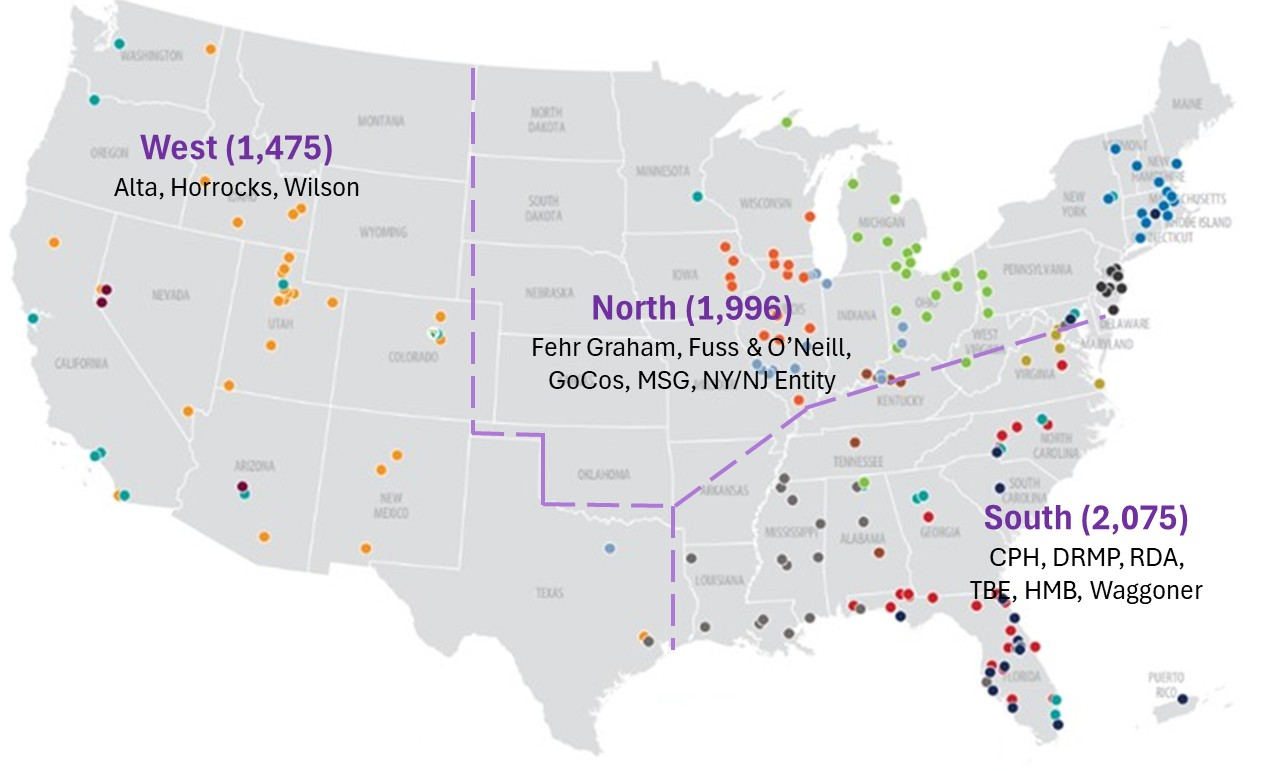 WASHINGTON
MONTANA
NORTH
DAKOTA
MAINE
OREGON
West (1,475)
Alta, Horrocks, Wilson
IDAHO
MINNESOTA
VERMONT
NEW
HAMPSHIRE
SOUTH
DAKOTA
WISCONSIN
MICHIGAN
NEW
YORK
MASSACHUSETTS
RHODE ISLAND
CONNECTICUT
WYOMING
IOWA
PENNSYLVANIA
NEVADA
NEBRASKA
North (1,996)
ILLINOIS
INDIANA
OHIO
UTAH
Fehr Graham, Fuss & O’Neill,
GoCos, MSG, NY/NJ Entity
WEST
VIRGINIA
DELAWARE
MARYLAND
CALIFORNIA
COLORADO
VIRGINIA
KENTUCKY
ARIZONA
NEW
MEXICO
OKLAHOMA
ARKANSAS
TENNESSEE
NORTH
CAROLINA
SOUTH
CAROLINA
MISSISSIPPI
ALABAMA
GEORGIA
South (2,075)
CPH, DRMP, RDA,
TBE, HMB, Waggoner
TEXAS
LOUISIANA
FLORIDA
PUERTO
RICO